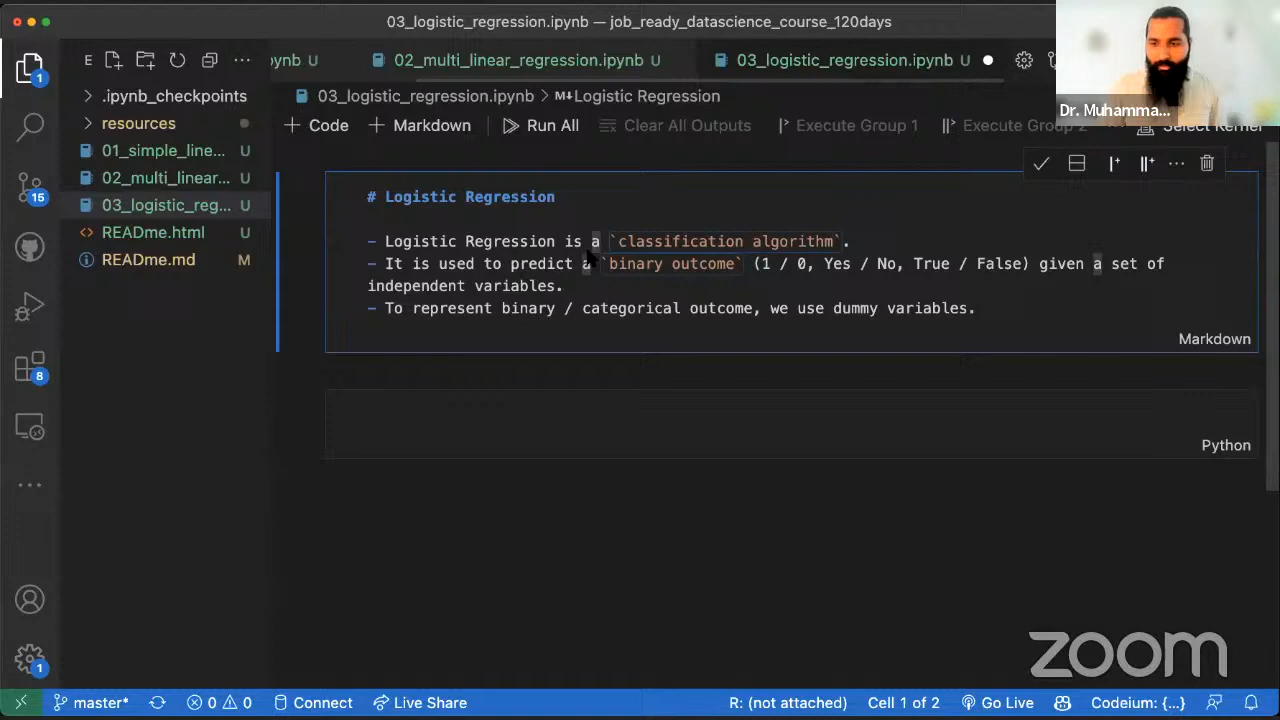 03_logistic_regression.ipynb — job_ready_datascience_course_120days
1
E
ynb U
02_multi_linear_regression.ipynb U
03_logistic_regression.ipynb U
Dr. Muhamma...
.ipynb_checkpoints
03_logistic_regression.ipynb > M↓Logistic Regression
resources
+ Code
+ Markdown
Run All
Clear All Outputs
Execute Group 1
Execute Group 2
Select Kernel
01_simple_line... U
02_multi_linear... U
15
03_logistic_reg... U
# Logistic Regression
READme.html U
- Logistic Regression is a `classification algorithm`.
READme.md M
- It is used to predict a `binary outcome` (1 / 0, Yes / No, True / False) given a set of
independent variables.
- To represent binary / categorical outcome, we use dummy variables.
Markdown
8
Python
zoom
1
master*
0 0
Connect
Live Share
R: (not attached)
Cell 1 of 2
Go Live
Codeium: {...}